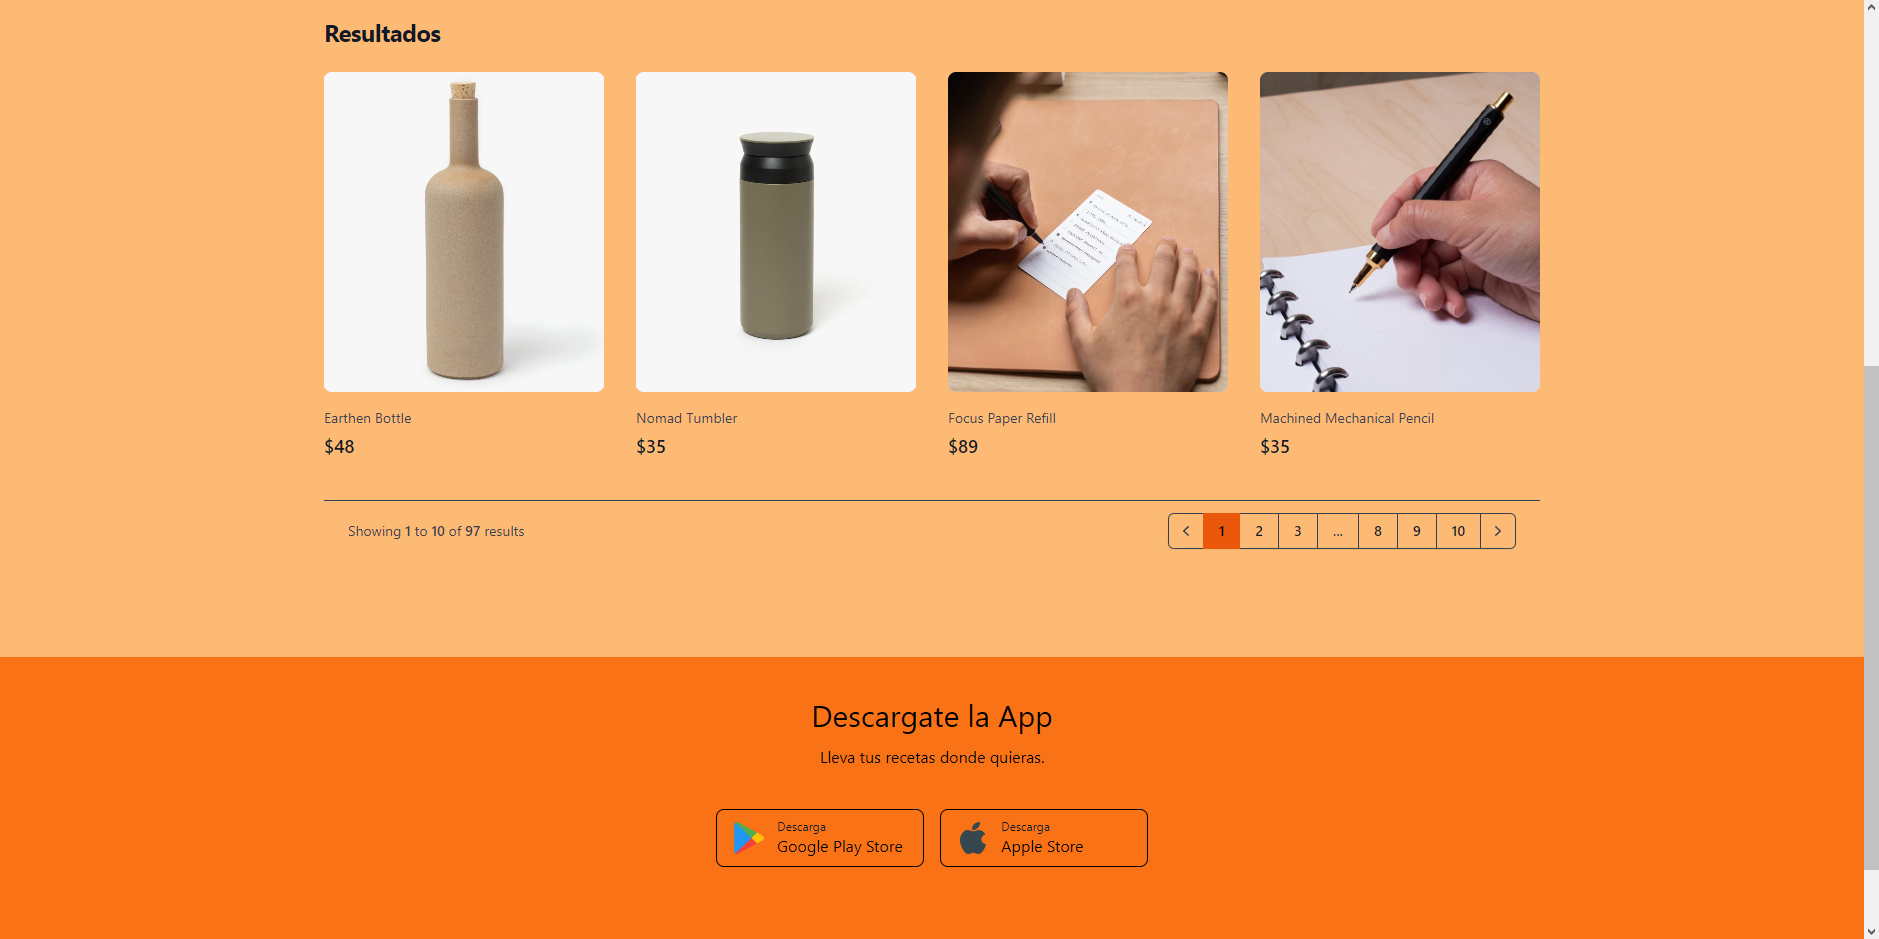 Resultados
Earthen Bottle
$48
Nomad Tumbler
$35
Focus Paper Refill
$89
Machined Mechanical Pencil
$35
Showing 1 to 10 of 97 results
1 2 3 ... 8 9 10
Descargate la App
Lleva tus recetas donde quieras.
Descarga
Google Play Store
Descarga
Apple Store